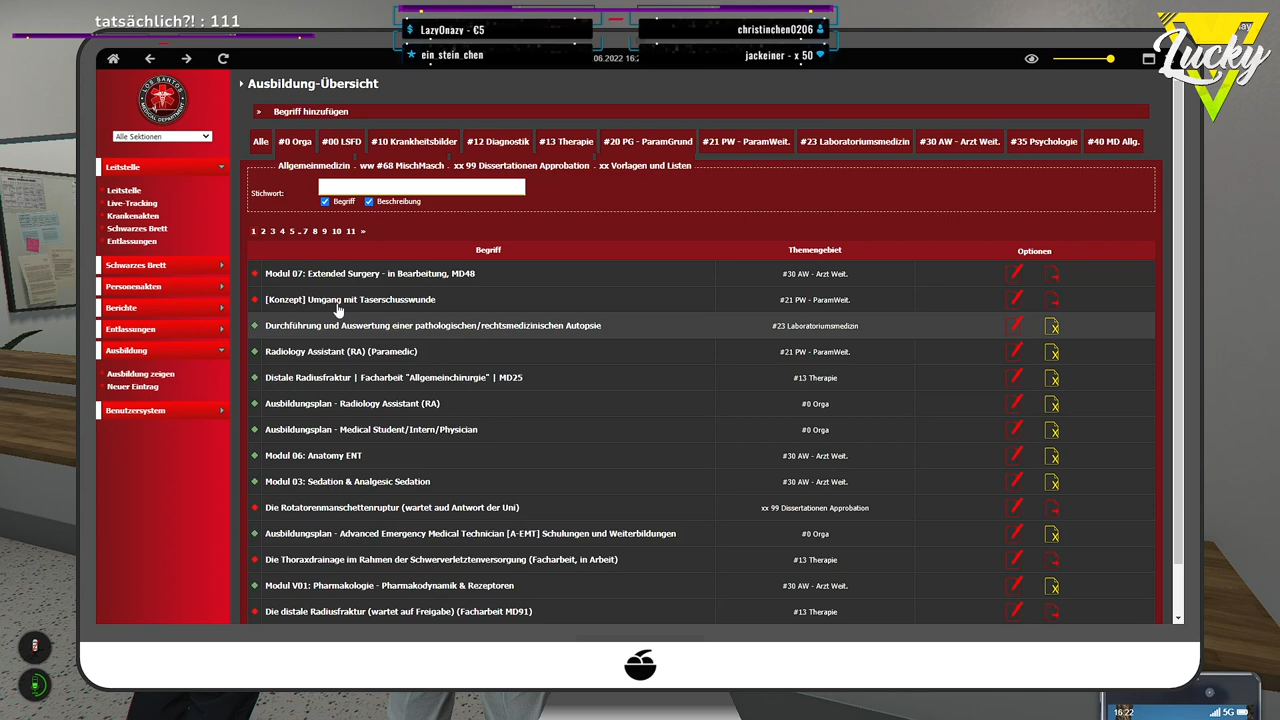 tatsächlich?! : 111
LazyOnazy - €5
ein_stein_chen
christinchen0206
jackeiner - x 50
Lucky
06.2022 16:2
LOS SANTOS
MEDICAL DEPARTMENT
Alle Sektionen
Leitstelle
Leitstelle
Live-Tracking
Krankenakten
Schwarzes Brett
Entlassungen
Schwarzes Brett
Personenakten
Berichte
Entlassungen
Ausbildung
Ausbildung zeigen
Neuer Eintrag
Benutzersystem
Ausbildung-Übersicht
» Begriff hinzufügen
Alle #0 Orga #00 LSFD #10 Krankheitsbilder #12 Diagnostik #13 Therapie #20 PG - ParamGrund #21 PW - ParamWeit. #23 Laboratoriumsmedizin #30 AW - Arzt Weit. #35 Psychologie #40 MD Allg.
Allgemeinmedizin ww #68 MischMasch xx 99 Dissertationen Approbation xx Vorlagen und Listen
Stichwort:
Begriff Beschreibung
1 2 3 4 5 .. 7 8 9 10 11 »
Begriff Themengebiet Optionen
Modul 07: Extended Surgery - in Bearbeitung, MD48 #30 AW - Arzt Weit.
[Konzept] Umgang mit Taserschusswunde #21 PW - ParamWeit.
Durchführung und Auswertung einer pathologischen/rechtsmedizinischen Autopsie #23 Laboratoriumsmedizin
Radiology Assistant (RA) (Paramedic) #21 PW - ParamWeit.
Distale Radiusfraktur | Facharbeit "Allgemeinchirurgie" | MD25 #13 Therapie
Ausbildungsplan - Radiology Assistant (RA) #0 Orga
Ausbildungsplan - Medical Student/Intern/Physician #0 Orga
Modul 06: Anatomy ENT #30 AW - Arzt Weit.
Modul 03: Sedation & Analgesic Sedation #30 AW - Arzt Weit.
Die Rotatorenmanschettenruptur (wartet aud Antwort der Uni) xx 99 Dissertationen Approbation
Ausbildungsplan - Advanced Emergency Medical Technician [A-EMT] Schulungen und Weiterbildungen #0 Orga
Die Thoraxdrainage im Rahmen der Schwerverletztenversorgung (Facharbeit, in Arbeit) #13 Therapie
Modul V01: Pharmakologie - Pharmakodynamik & Rezeptoren #30 AW - Arzt Weit.
Die distale Radiusfraktur (wartet auf Freigabe) (Facharbeit MD91) #13 Therapie
16:22 5G